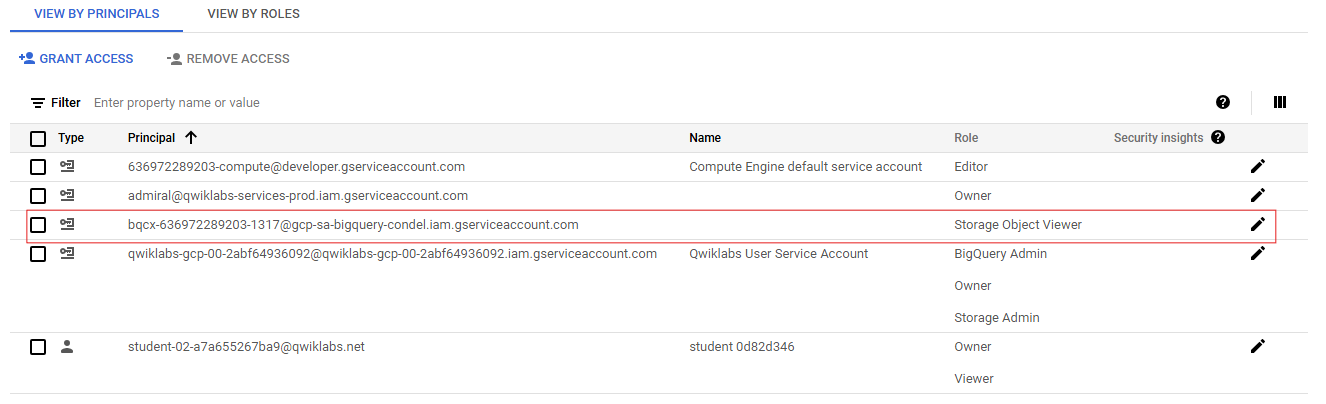 VIEW BY PRINCIPALS VIEW BY ROLES
GRANT ACCESS REMOVE ACCESS
Filter Enter property name or value
Type Principal Name Role Security insights
636972289203-compute@developer.gserviceaccount.com Compute Engine default service account Editor
admiral@qwiklabs-services-prod.iam.gserviceaccount.com Owner
bqcx-636972289203-1317@gcp-sa-bigquery-condel.iam.gserviceaccount.com Storage Object Viewer
qwiklabs-gcp-00-2abf64936092@qwiklabs-gcp-00-2abf64936092.iam.gserviceaccount.com Qwiklabs User Service Account BigQuery Admin
Owner
Storage Admin
student-02-a7a655267ba9@qwiklabs.net student 0d82d346 Owner
Viewer